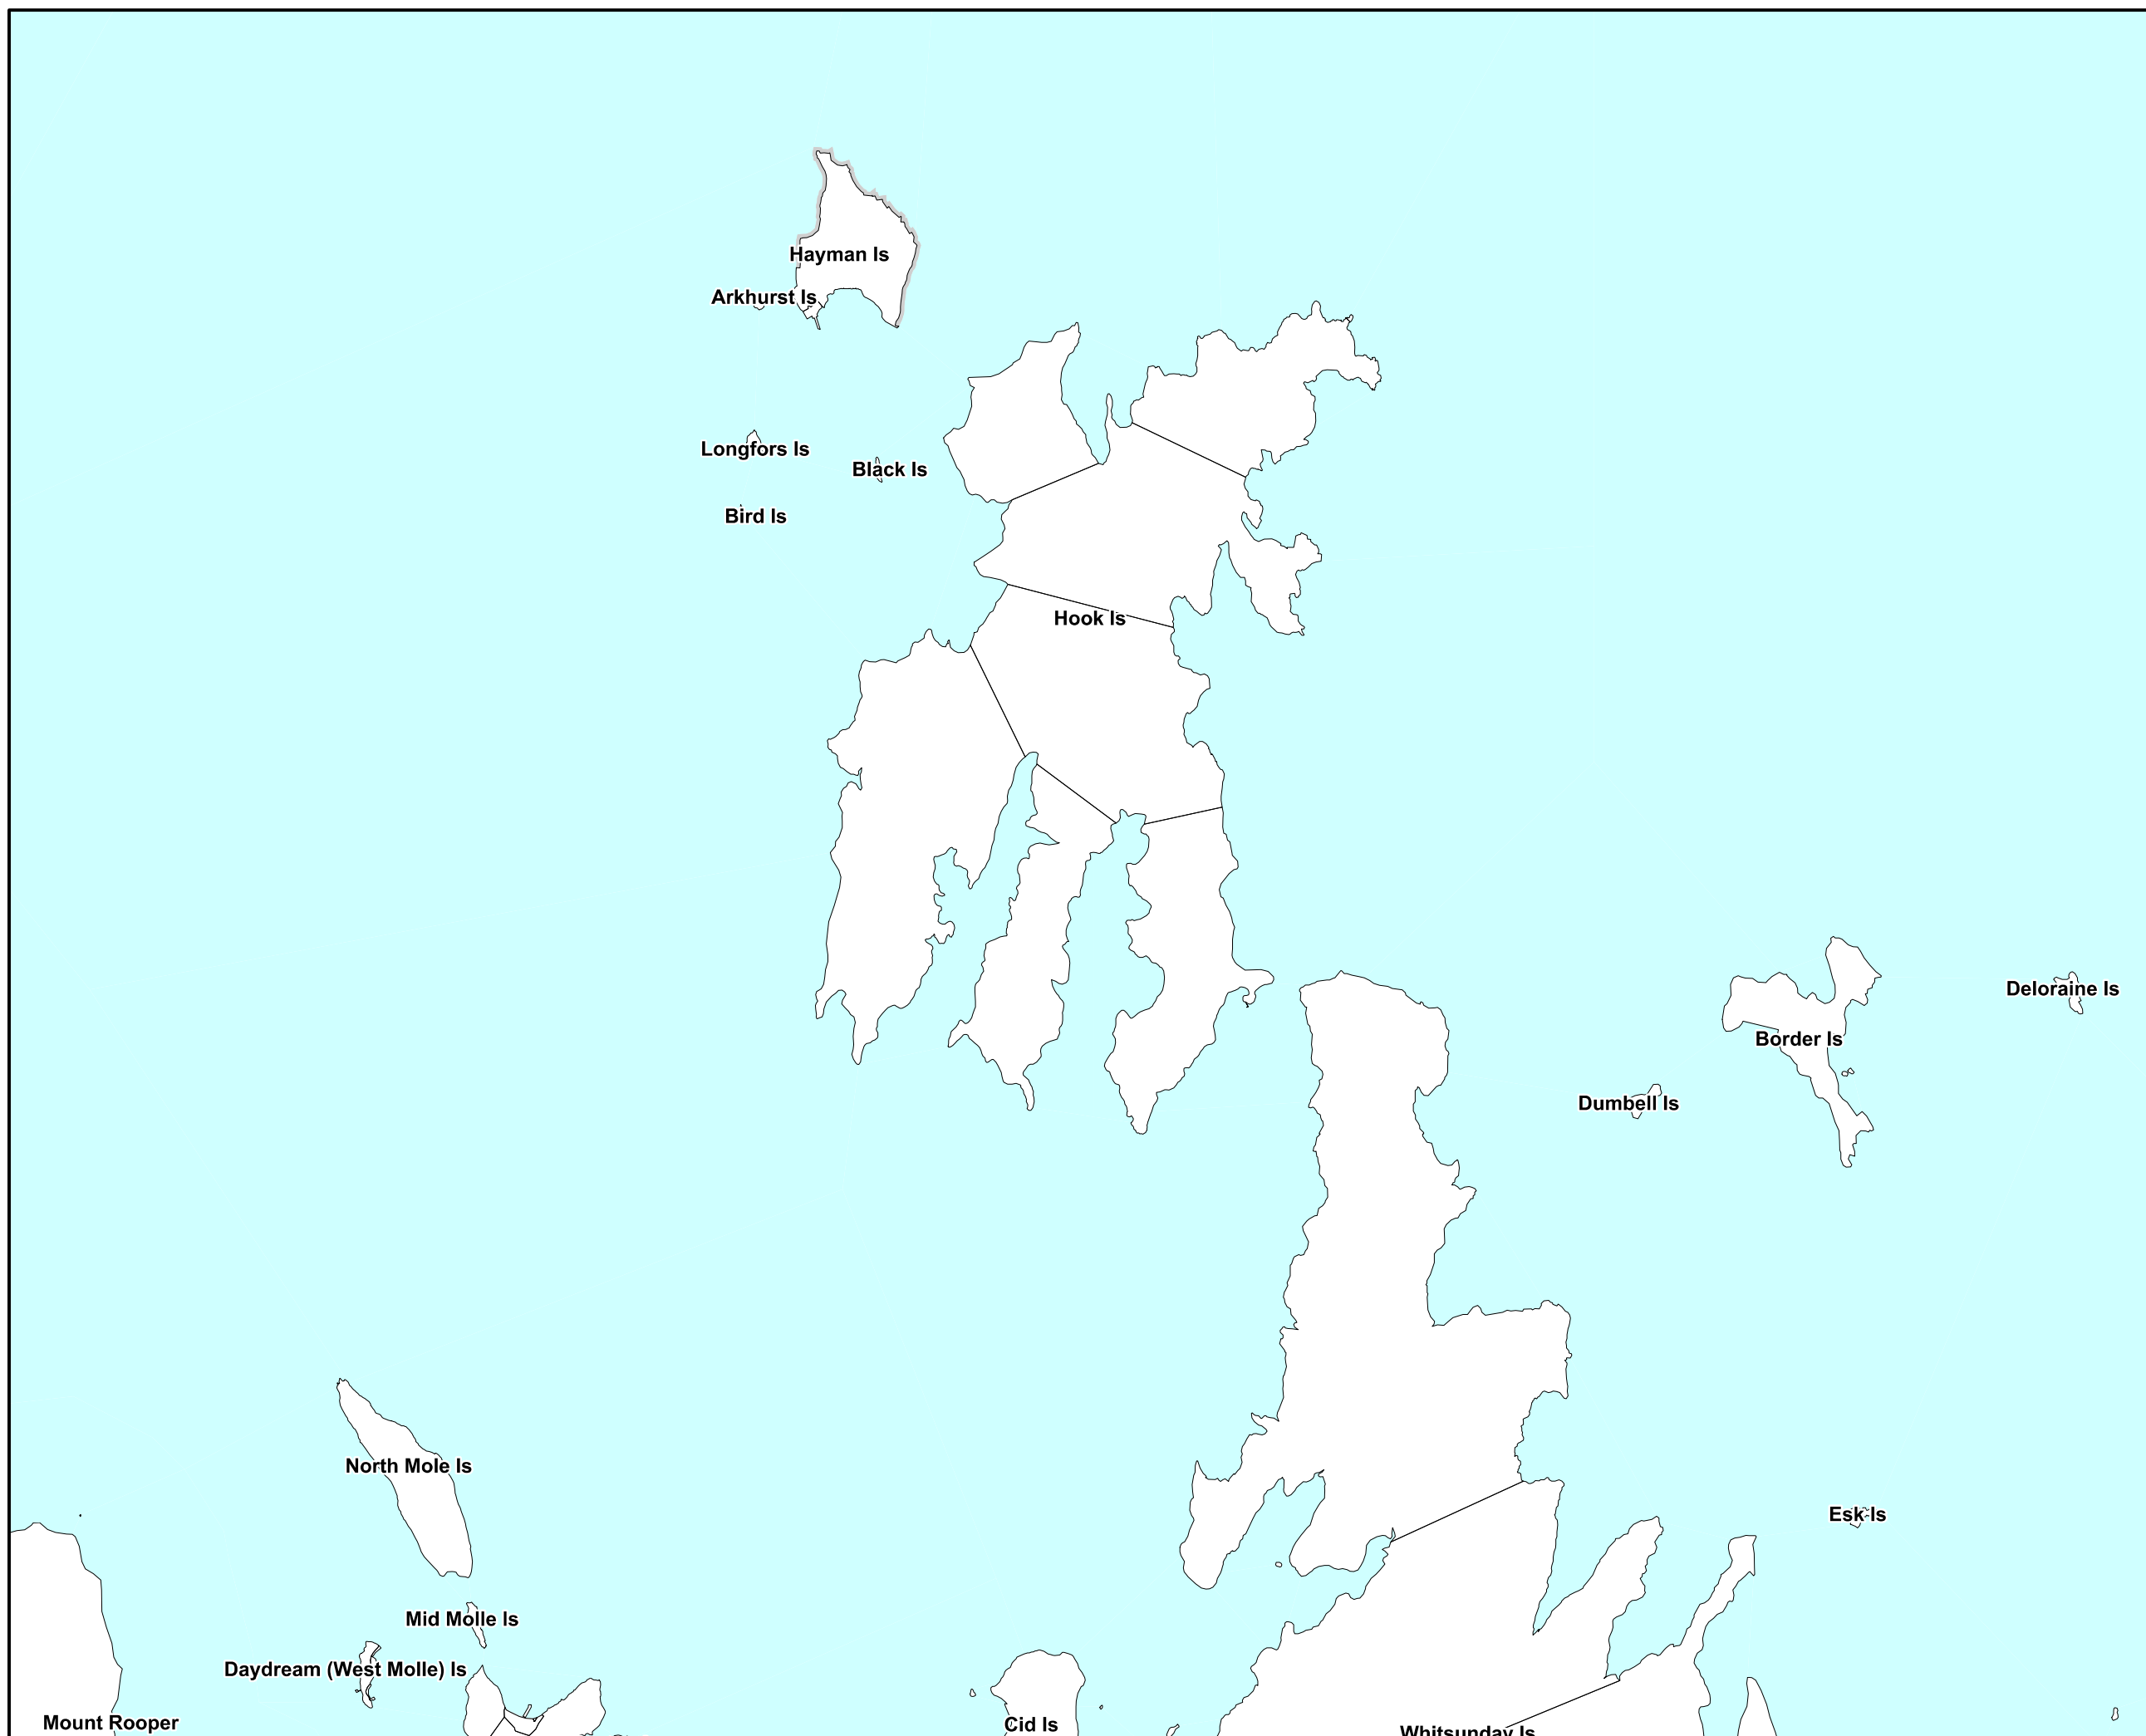 Hayman Is
Arkhurst Is
Longfors Is
Black Is
Bird Is
Hook Is
Deloraine Is
Border Is
Dumbell Is
North Mole Is
Esk Is
Mid Molle Is
Daydream (West Molle) Is
Mount Rooper
Cid Is
Whitsunday Is